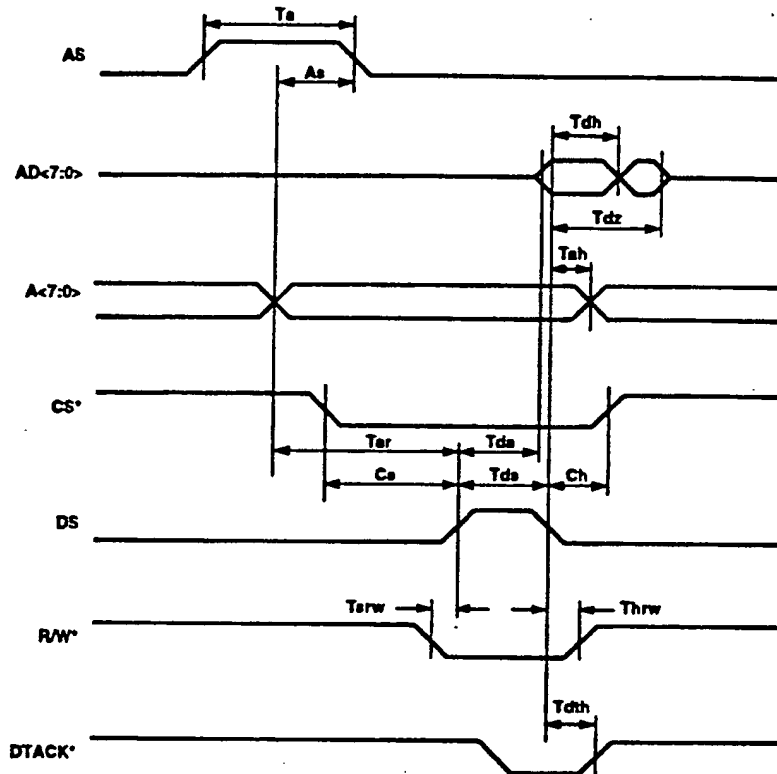 Ta
AS
As
Tdh
AD<7:0>
Tdz
Tah
A<7:0>
CS*
Tar Tda
Cs Tds Ch
DS
Tsrw Thrw
R/W*
Tdth
DTACK*